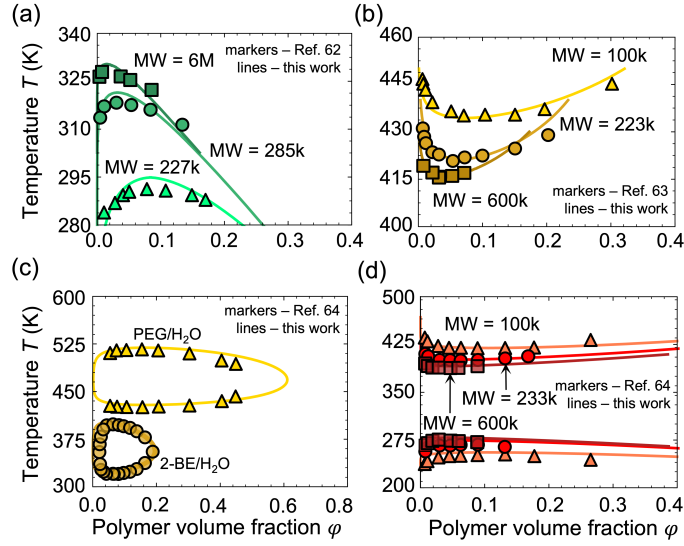 (a)
Temperature T (K)
330
325
310
295
280
0.0
0.2
0.4
MW = 6M
markers – Ref. 62
lines – this work
MW = 285k
MW = 227k
(b)
460
445
430
415
400
0.0
0.1
0.2
0.3
0.4
MW = 100k
MW = 223k
MW = 600k
markers – Ref. 63
lines – this work
(c)
Temperature T (K)
600
525
450
375
300
0.0
0.2
0.4
0.6
0.8
Polymer volume fraction φ
markers – Ref. 64
lines – this work
PEG/H2O
2-BE/H2O
(d)
500
425
350
275
200
0.0
0.1
0.2
0.3
0.4
Polymer volume fraction φ
MW = 100k
markers – Ref. 64
lines – this work
MW = 233k
MW = 600k